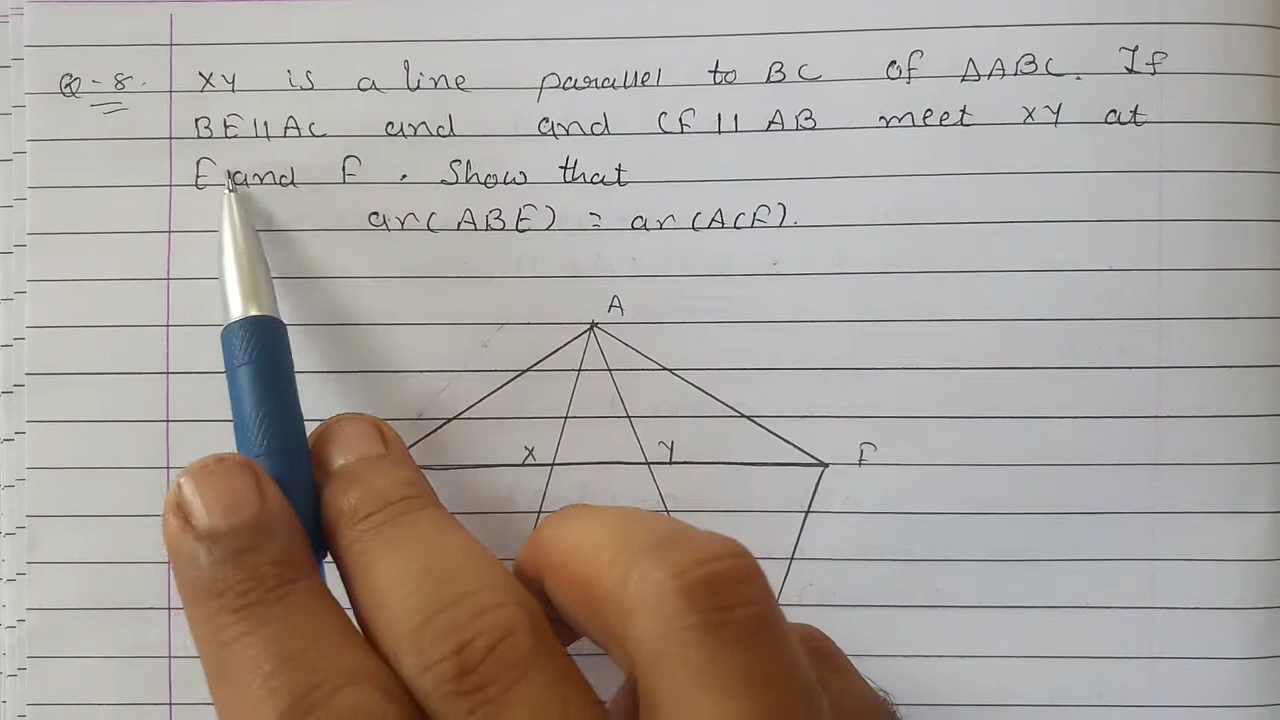 Q-8. XY is a line parallel to BC of ΔABC. If
BE||AC and and CF || AB meet XY at
E and F. Show that
ar(ABE) = ar(ACF).
A
X Y F